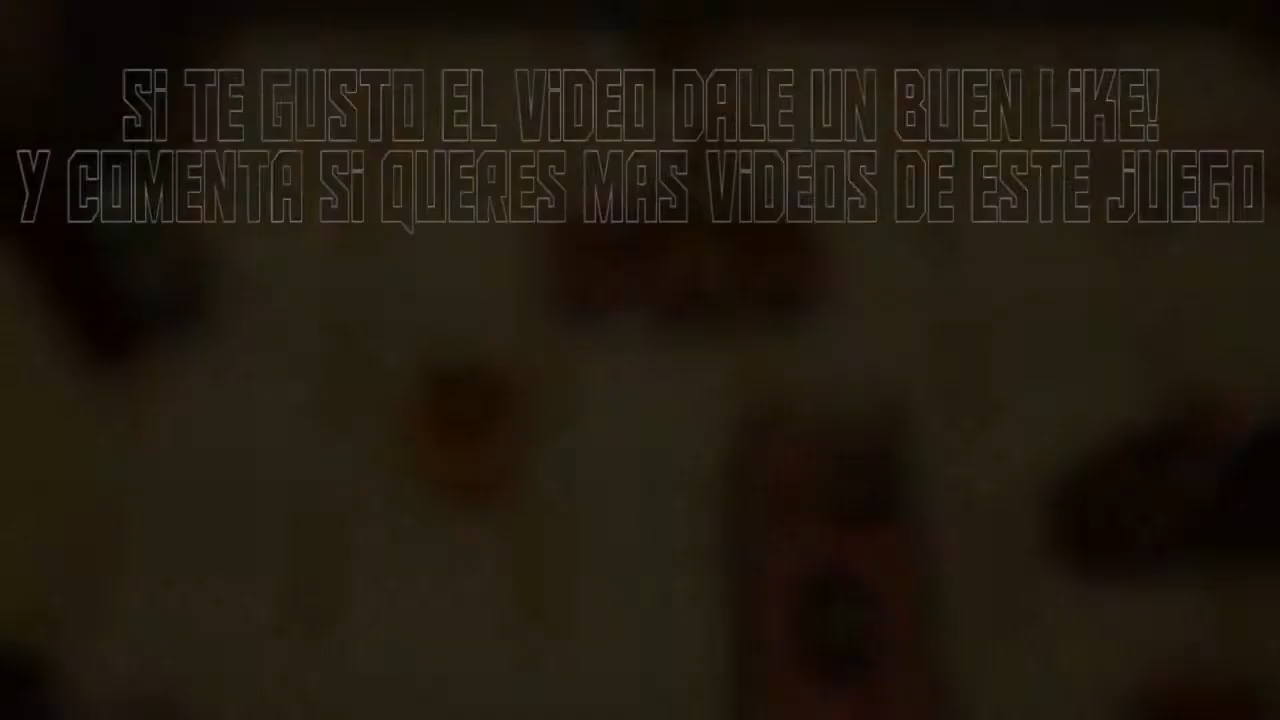 Si TE GUSTO EL ViDEO DALE UN BUEN LiKE!
Y COMENTA Si QUERES MAS ViDEOS DE ESTE jUEGO